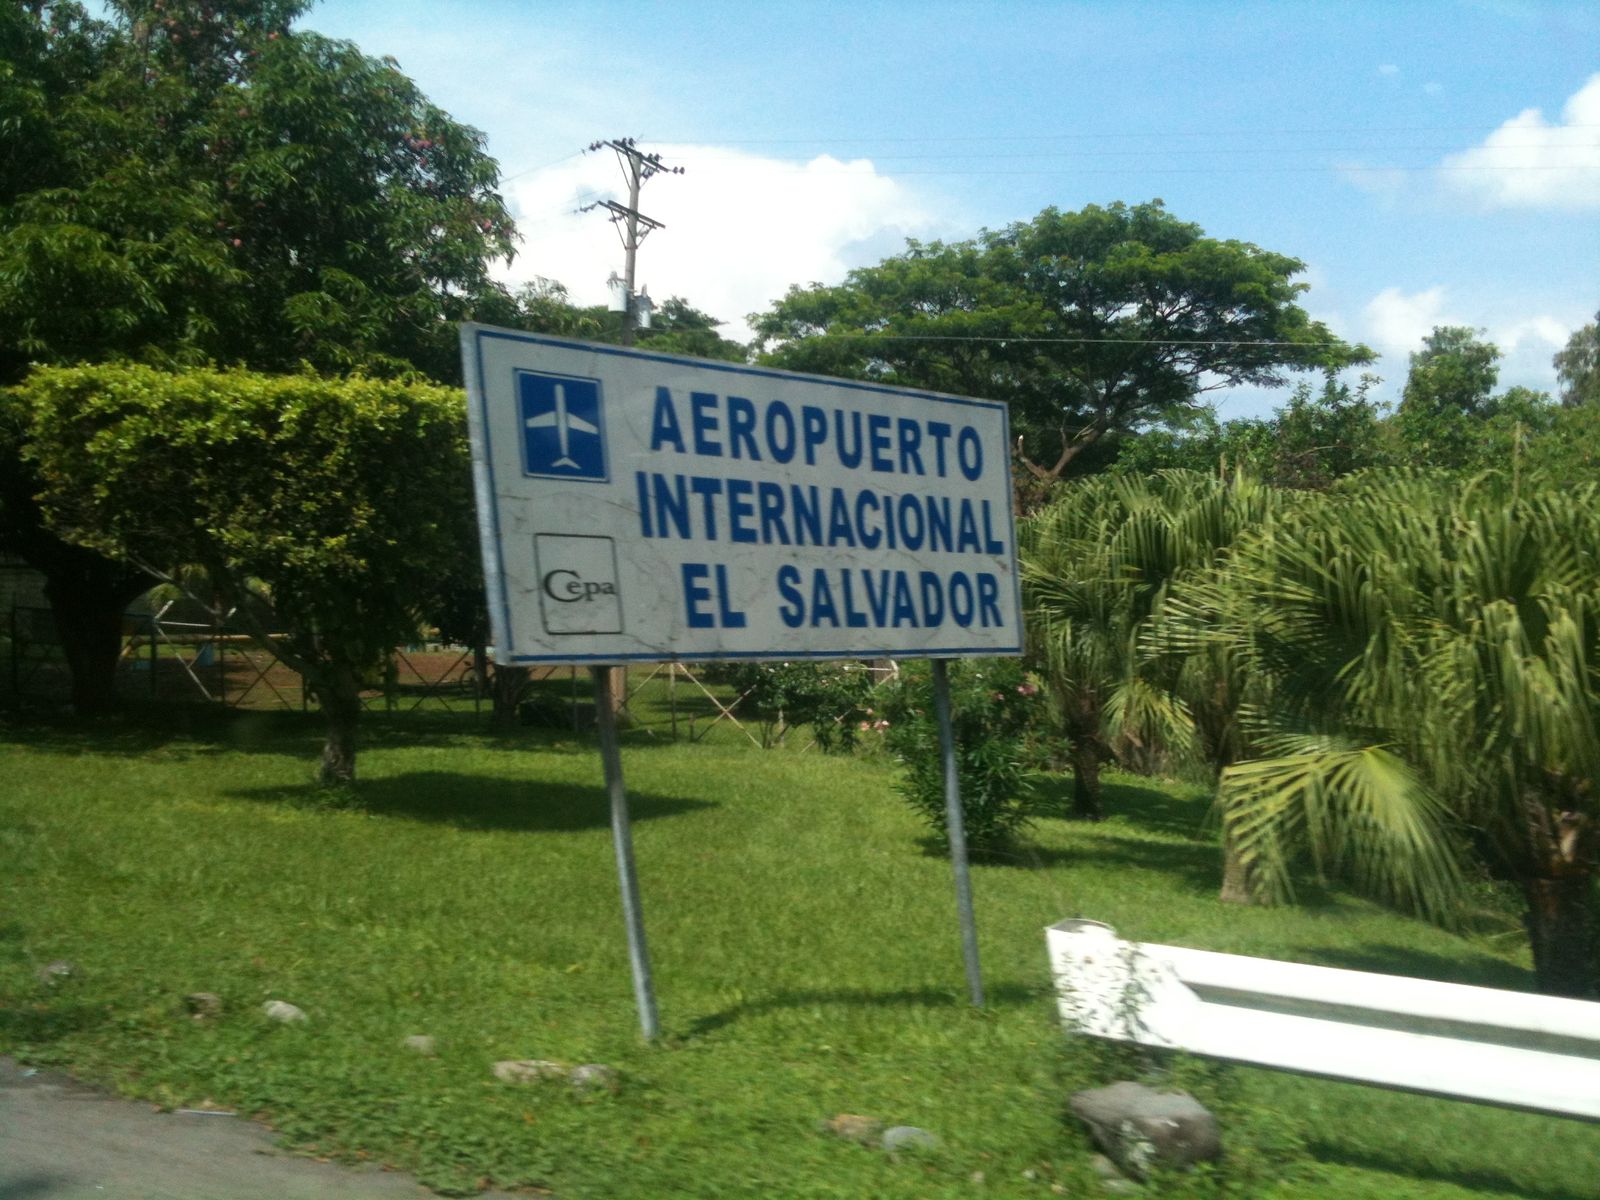 AEROPUERTO
INTERNACIONAL
EL SALVADOR
Cepa